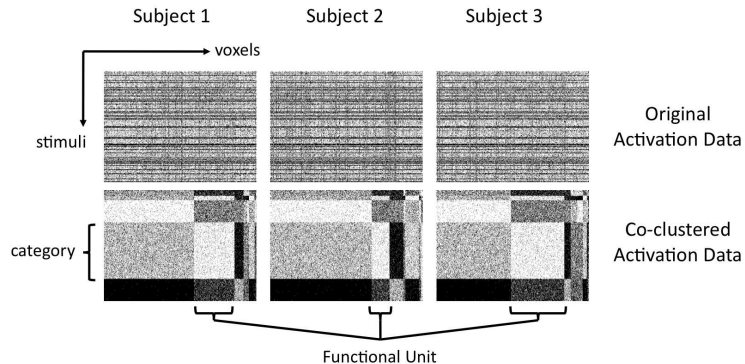 Subject 1
Subject 2
Subject 3
voxels
stimuli
Original
Activation Data
category
Co-clustered
Activation Data
Functional Unit